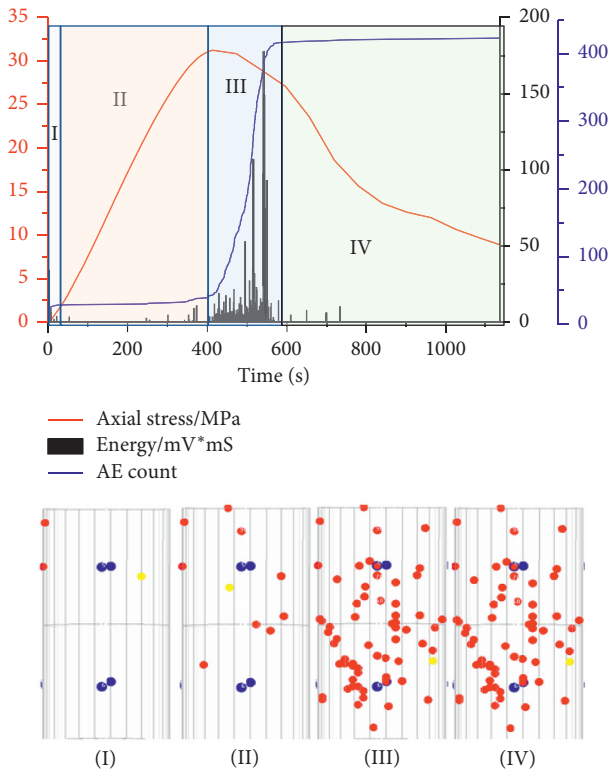 35
30
25
20
15
10
5
0
I
II
III
IV
200
150
100
50
0
400
300
200
100
0
0 200 400 600 800 1000
Time (s)
Axial stress/MPa
Energy/mV*mS
AE count
(I) (II) (III) (IV)